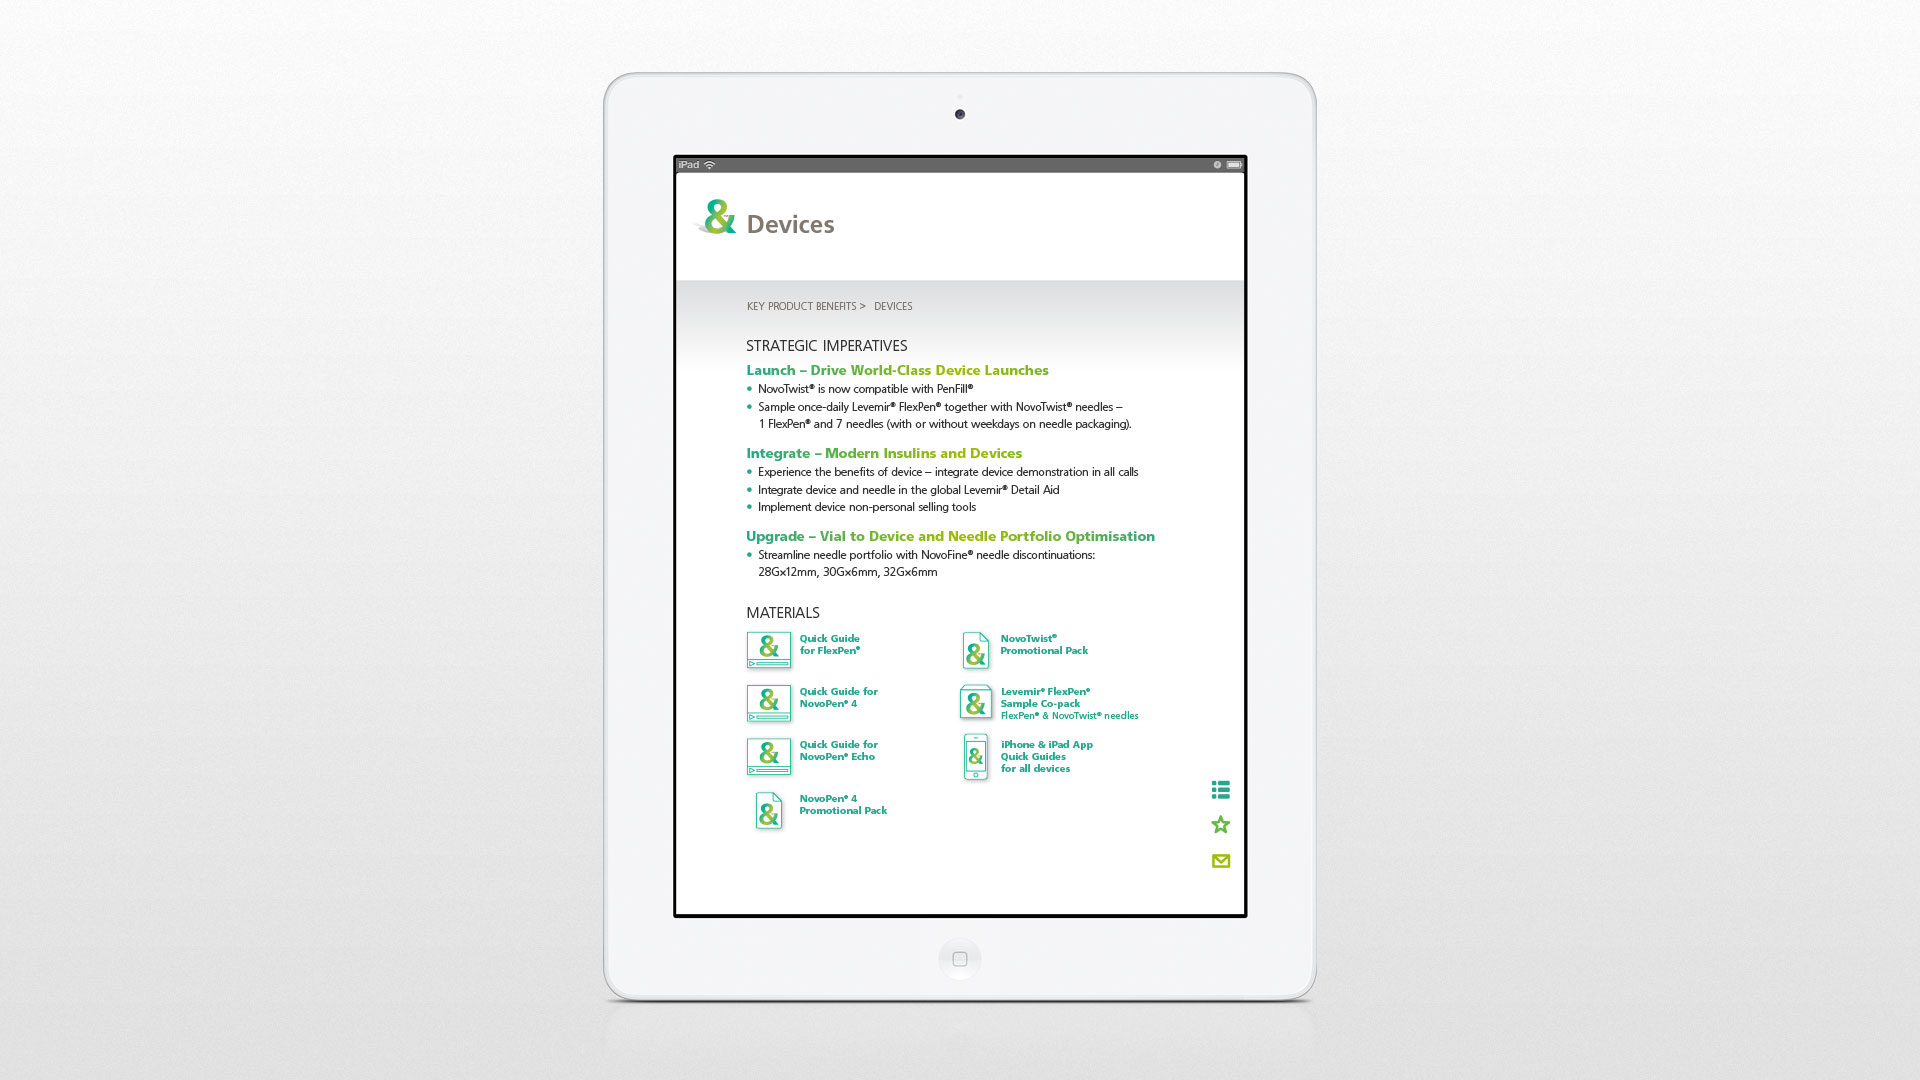 iPad
& Devices
KEY PRODUCT BENEFITS > DEVICES
STRATEGIC IMPERATIVES
Launch – Drive World-Class Device Launches
• NovoTwist® is now compatible with PenFill®
• Sample once-daily Levemir® FlexPen® together with NovoTwist® needles –
1 FlexPen® and 7 needles (with or without weekdays on needle packaging).
Integrate – Modern Insulins and Devices
• Experience the benefits of device – integrate device demonstration in all calls
• Integrate device and needle in the global Levemir® Detail Aid
• Implement device non-personal selling tools
Upgrade – Vial to Device and Needle Portfolio Optimisation
• Streamline needle portfolio with NovoFine® needle discontinuations:
28G×12mm, 30G×6mm, 32G×6mm
MATERIALS
&
Quick Guide
for FlexPen®
&
Quick Guide for
NovoPen® 4
&
Quick Guide for
NovoPen® Echo
&
NovoPen® 4
Promotional Pack
&
NovoTwist®
Promotional Pack
&
Levemir® FlexPen®
Sample Co-pack
FlexPen® & NovoTwist® needles
&
iPhone & iPad App
Quick Guides
for all devices